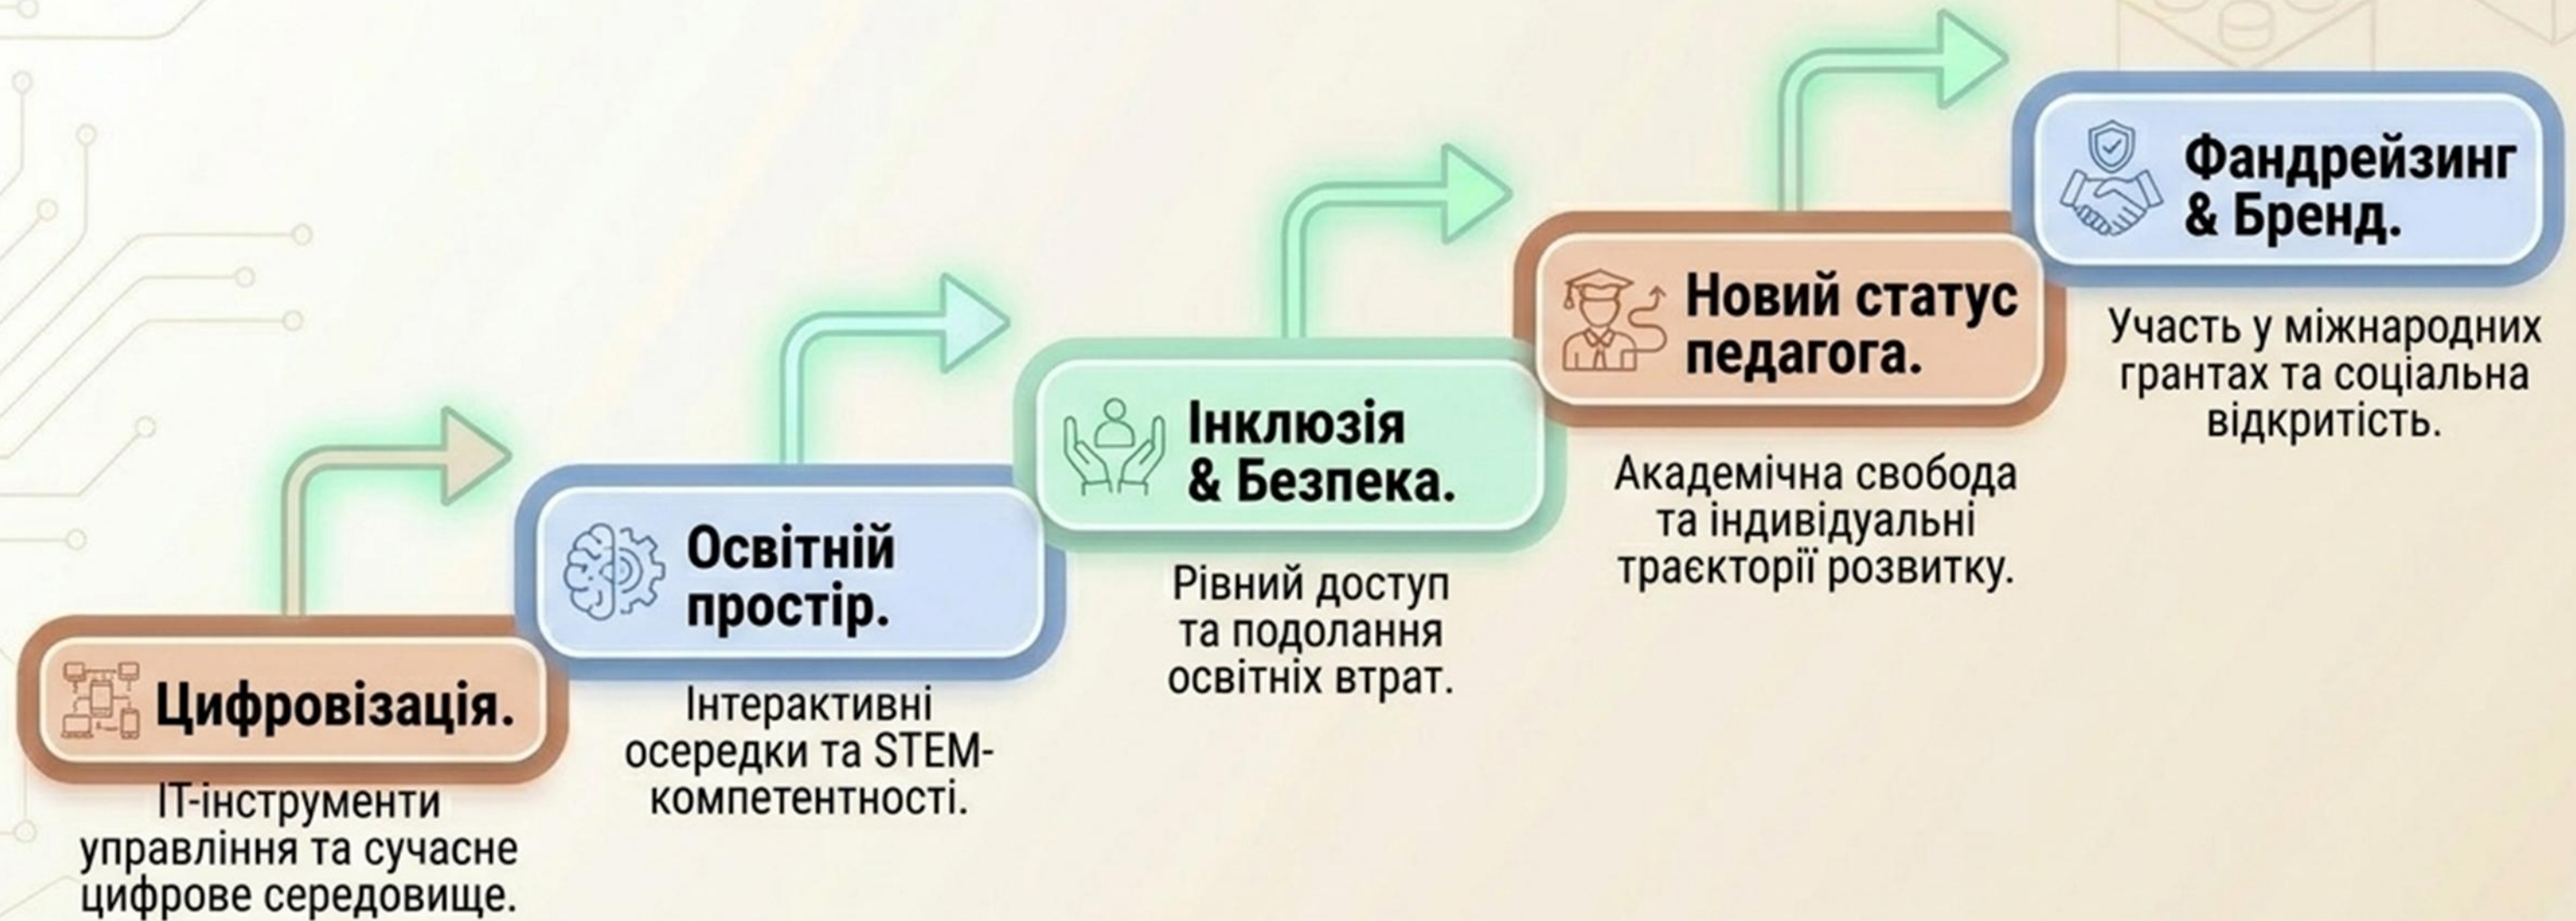 Цифровізація.
ІТ-інструменти
управління та сучасне
цифрове середовище.
Освітній
простір.
Інтерактивні
осередки та STEM-
компетентності.
Інклюзія
& Безпека.
Рівний доступ
та подолання
освітніх втрат.
Новий статус
педагога.
Академічна свобода
та індивідуальні
траєкторії розвитку.
Фандрейзинг
& Бренд.
Участь у міжнародних
грантах та соціальна
відкритість.